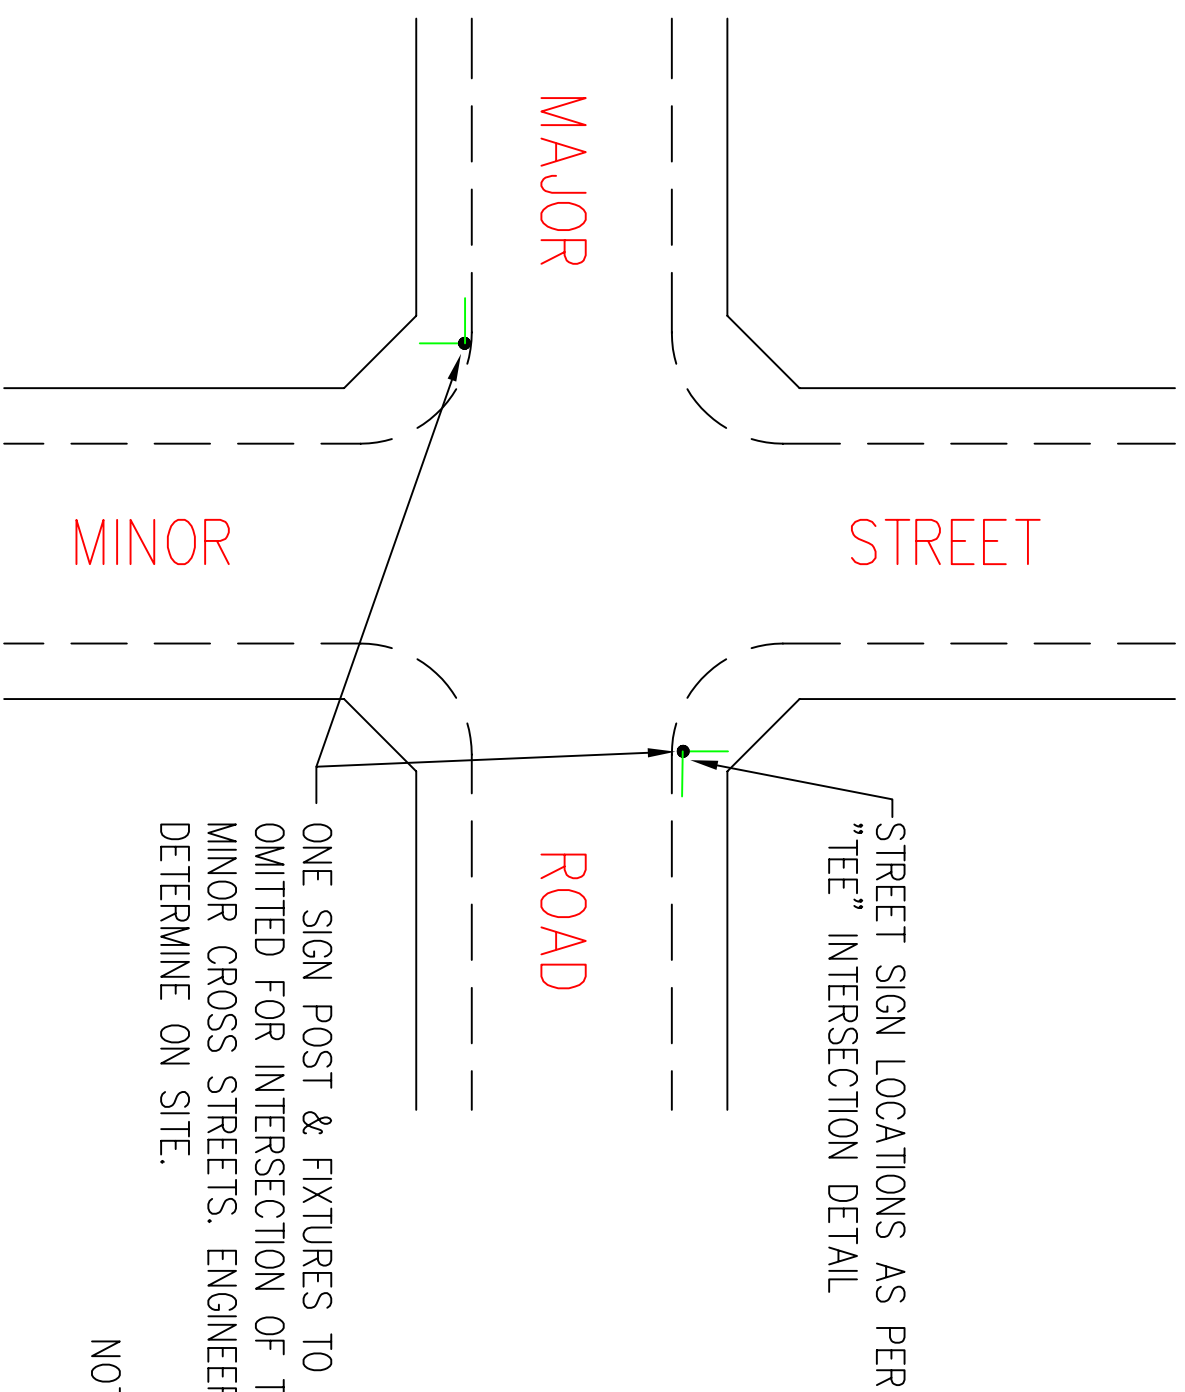 MAJOR
ROAD
MINOR
STREET
STREET SIGN LOCATIONS AS PER
"TEE" INTERSECTION DETAIL
ONE SIGN POST & FIXTURES TO
OMITTED FOR INTERSECTION OF
MINOR CROSS STREETS. ENGINEER
DETERMINE ON SITE.